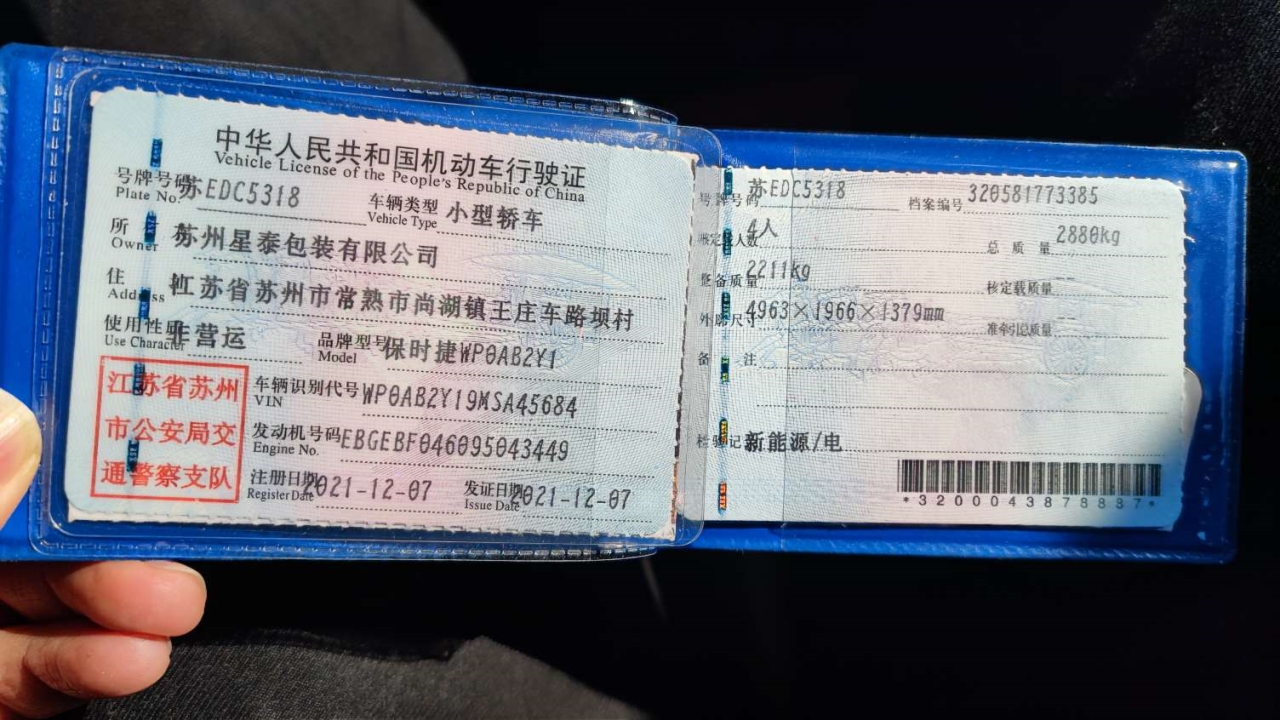 中华人民共和国机动车行驶证
Vehicle License of the People's Republic of China
号牌号码 苏EDC5318 车辆类型 小型轿车
Plate No. Vehicle Type
所 苏州星泰包装有限公司
Owner
住 江苏省苏州市常熟市尚湖镇王庄车路坝村
Address
使用性质 非营运 品牌型号 保时捷WP0AB2Y1
Use Character Model
江苏省苏州
市公安局交
通警察支队
车辆识别代号 WP0AB2Y19MSA45684
VIN
发动机号码 EBGEBF046095043449
Engine No.
注册日期 2021-12-07 发证日期 2021-12-07
Register Date Issue Date
号牌号码 苏EDC5318 档案编号 320581773385
核定载人数 4人 总质量 2880kg
整备质量 2211kg 核定载质量
外廓尺寸 4963×1966×1379mm 准牵引总质量
备 注
检验记 新能源/电
*3200043878887*